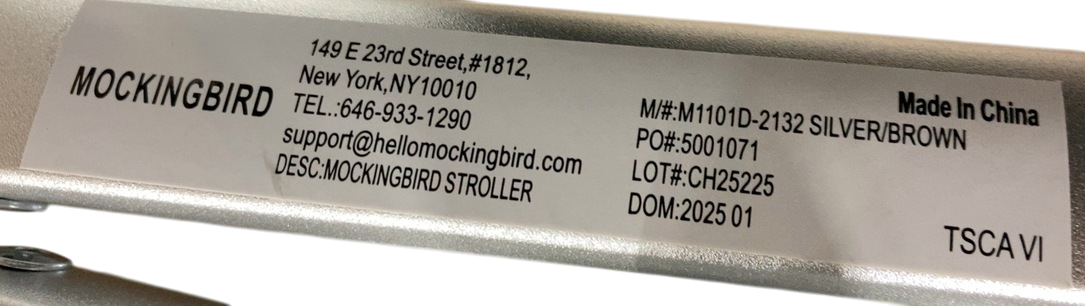 MOCKINGBIRD
149 E 23rd Street,#1812,
New York,NY10010
TEL.:646-933-1290
support@hellomockingbird.com
DESC:MOCKINGBIRD STROLLER
Made In China
M/#:M1101D-2132 SILVER/BROWN
PO#:5001071
LOT#:CH25225
DOM:2025 01
TSCA VI